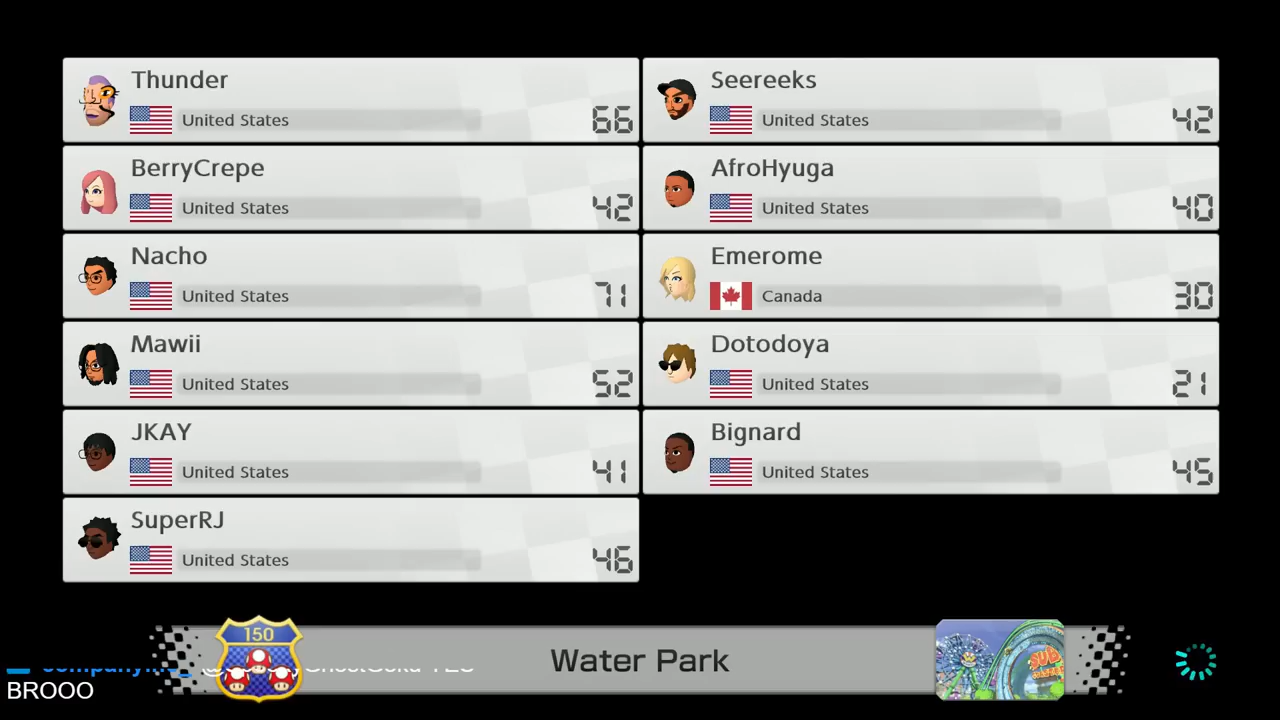 Thunder
United States
66
BerryCrepe
United States
42
Nacho
United States
71
Mawii
United States
52
JKAY
United States
41
SuperRJ
United States
46
Seereeks
United States
42
AfroHyuga
United States
40
Emerome
Canada
30
Dotodoya
United States
21
Bignard
United States
45
150
Water Park
BROOO